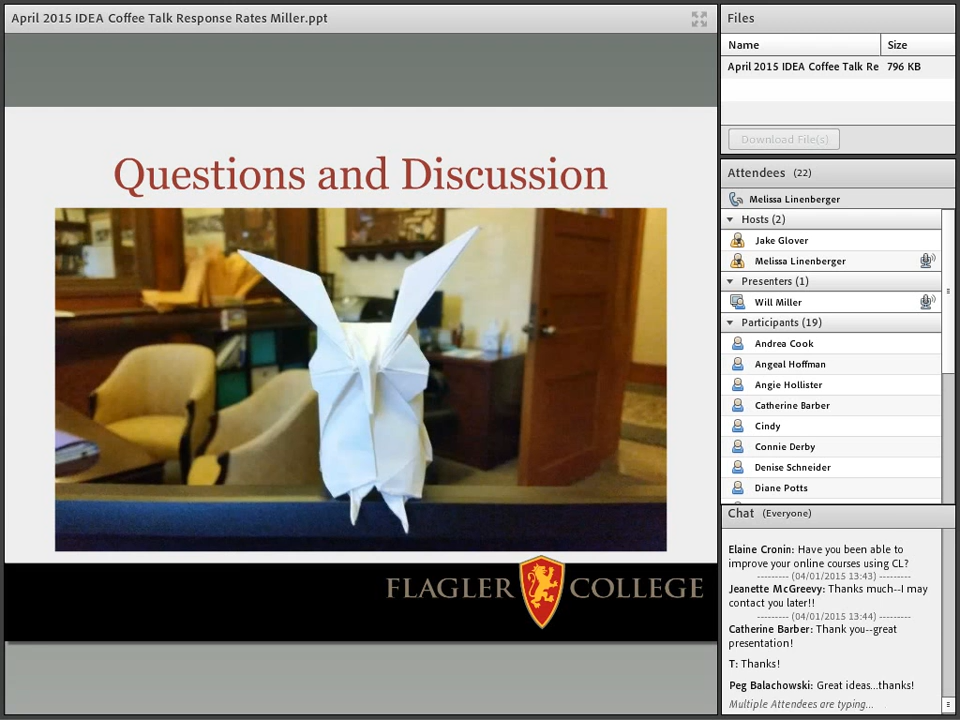 April 2015 IDEA Coffee Talk Response Rates Miller.ppt
Questions and Discussion
FLAGLER COLLEGE
Files
Name Size
April 2015 IDEA Coffee Talk Re 796 KB
Download File(s)
Attendees (22)
Melissa Linenberger
Hosts (2)
Jake Glover
Melissa Linenberger
Presenters (1)
Will Miller
Participants (19)
Andrea Cook
Angeal Hoffman
Angie Hollister
Catherine Barber
Cindy
Connie Derby
Denise Schneider
Diane Potts
Chat (Everyone)
Elaine Cronin: Have you been able to
improve your online courses using CL?
--------- (04/01/2015 13:43) ---------
Jeanette McGreevy: Thanks much--I may
contact you later!!
--------- (04/01/2015 13:44) ---------
Catherine Barber: Thank you--great
presentation!
T: Thanks!
Peg Balachowski: Great ideas...thanks!
Multiple Attendees are typing...